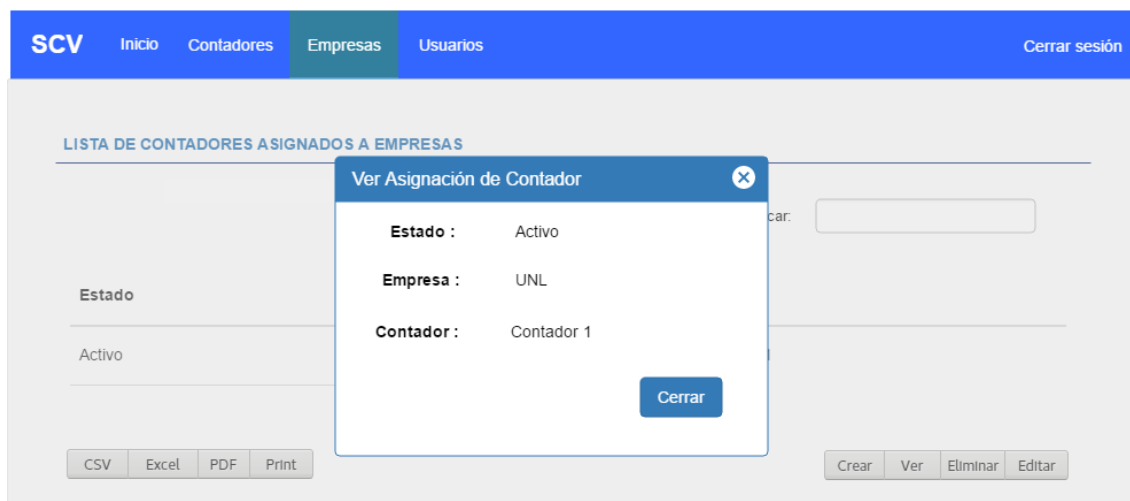 SCV Inicio Contadores Empresas Usuarios Cerrar sesión
LISTA DE CONTADORES ASIGNADOS A EMPRESAS
Ver Asignación de Contador
car:
Estado : Activo
Empresa : UNL
Estado
Contador : Contador 1
Activo
Cerrar
CSV Excel PDF Print Crear Ver Eliminar Editar